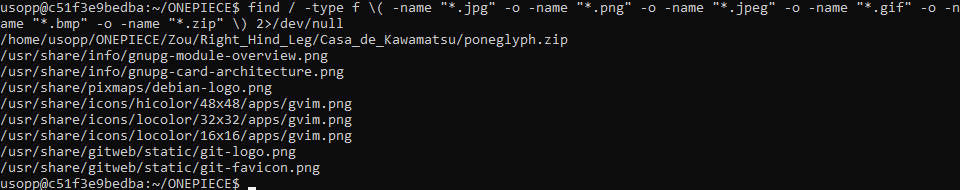 usopp@c51f3e9bedba:~/ONEPIECE$ find / -type f \( -name "*.jpg" -o -name "*.png" -o -name "*.jpeg" -o -name "*.gif" -o -n
ame "*.bmp" -o -name "*.zip" \) 2>/dev/null
/home/usopp/ONEPIECE/Zou/Right_Hind_Leg/Casa_de_Kawamatsu/poneglyph.zip
/usr/share/info/gnupg-module-overview.png
/usr/share/info/gnupg-card-architecture.png
/usr/share/pixmaps/debian-logo.png
/usr/share/icons/hicolor/48x48/apps/gvim.png
/usr/share/icons/locolor/32x32/apps/gvim.png
/usr/share/icons/locolor/16x16/apps/gvim.png
/usr/share/gitweb/static/git-logo.png
/usr/share/gitweb/static/git-favicon.png
usopp@c51f3e9bedba:~/ONEPIECE$